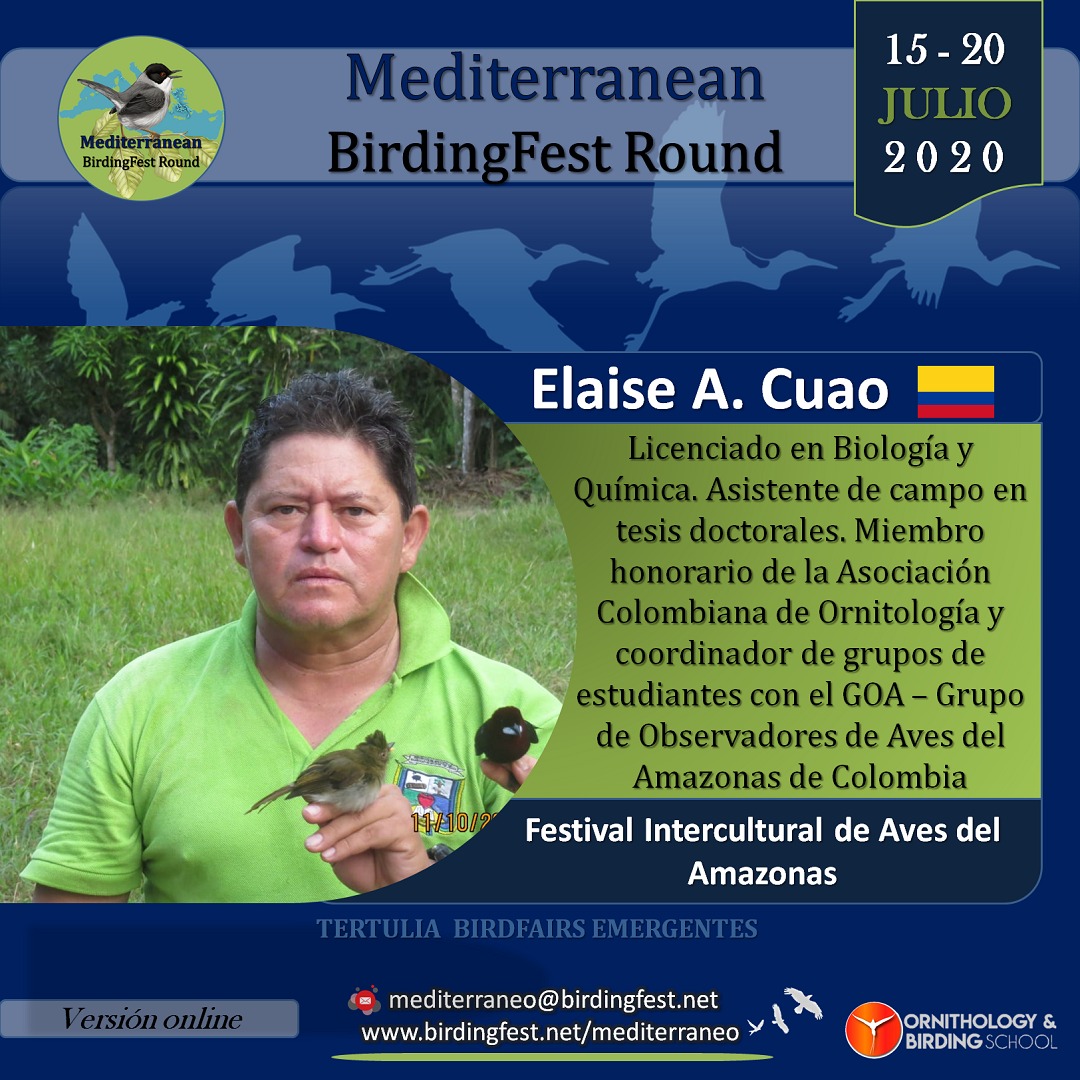 Mediterranean
BirdingFest Round
15 - 20
JULIO
2020
Mediterranean
BirdingFest Round
Elaise A. Cuao
Licenciado en Biología y
Química. Asistente de campo en
tesis doctorales. Miembro
honorario de la Asociación
Colombiana de Ornitología y
coordinador de grupos de
estudiantes con el GOA – Grupo
de Observadores de Aves del
Amazonas de Colombia
11/10/2
Festival Intercultural de Aves del
Amazonas
TERTULIA BIRDFAIRS EMERGENTES
Versión online
mediterraneo@birdingfest.net
www.birdingfest.net/mediterraneo
ORNITHOLOGY &
BIRDING SCHOOL